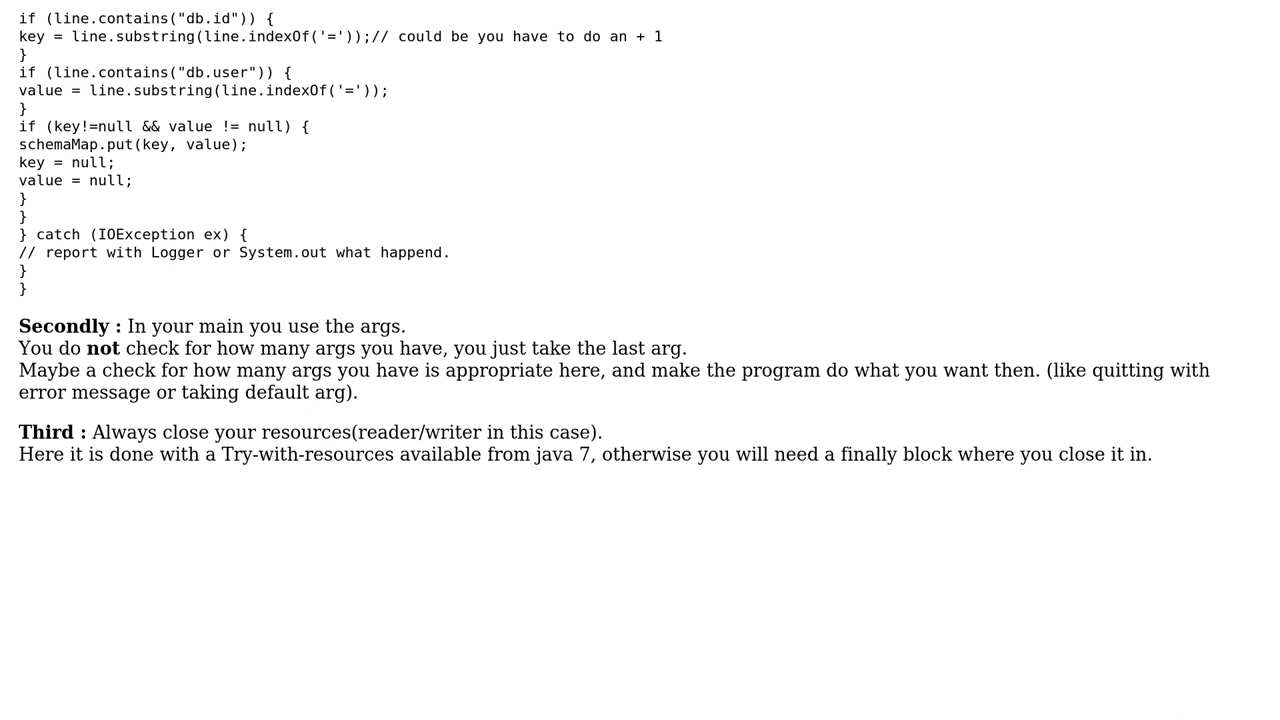 if (line.contains("db.id")) {
key = line.substring(line.indexOf('='));// could be you have to do an + 1
}
if (line.contains("db.user")) {
value = line.substring(line.indexOf('='));
}
if (key!=null && value != null) {
schemaMap.put(key, value);
key = null;
value = null;
}
}
} catch (IOException ex) {
// report with Logger or System.out what happend.
}
}
Secondly : In your main you use the args.
You do not check for how many args you have, you just take the last arg.
Maybe a check for how many args you have is appropriate here, and make the program do what you want then. (like quitting with
error message or taking default arg).
Third : Always close your resources(reader/writer in this case).
Here it is done with a Try-with-resources available from java 7, otherwise you will need a finally block where you close it in.